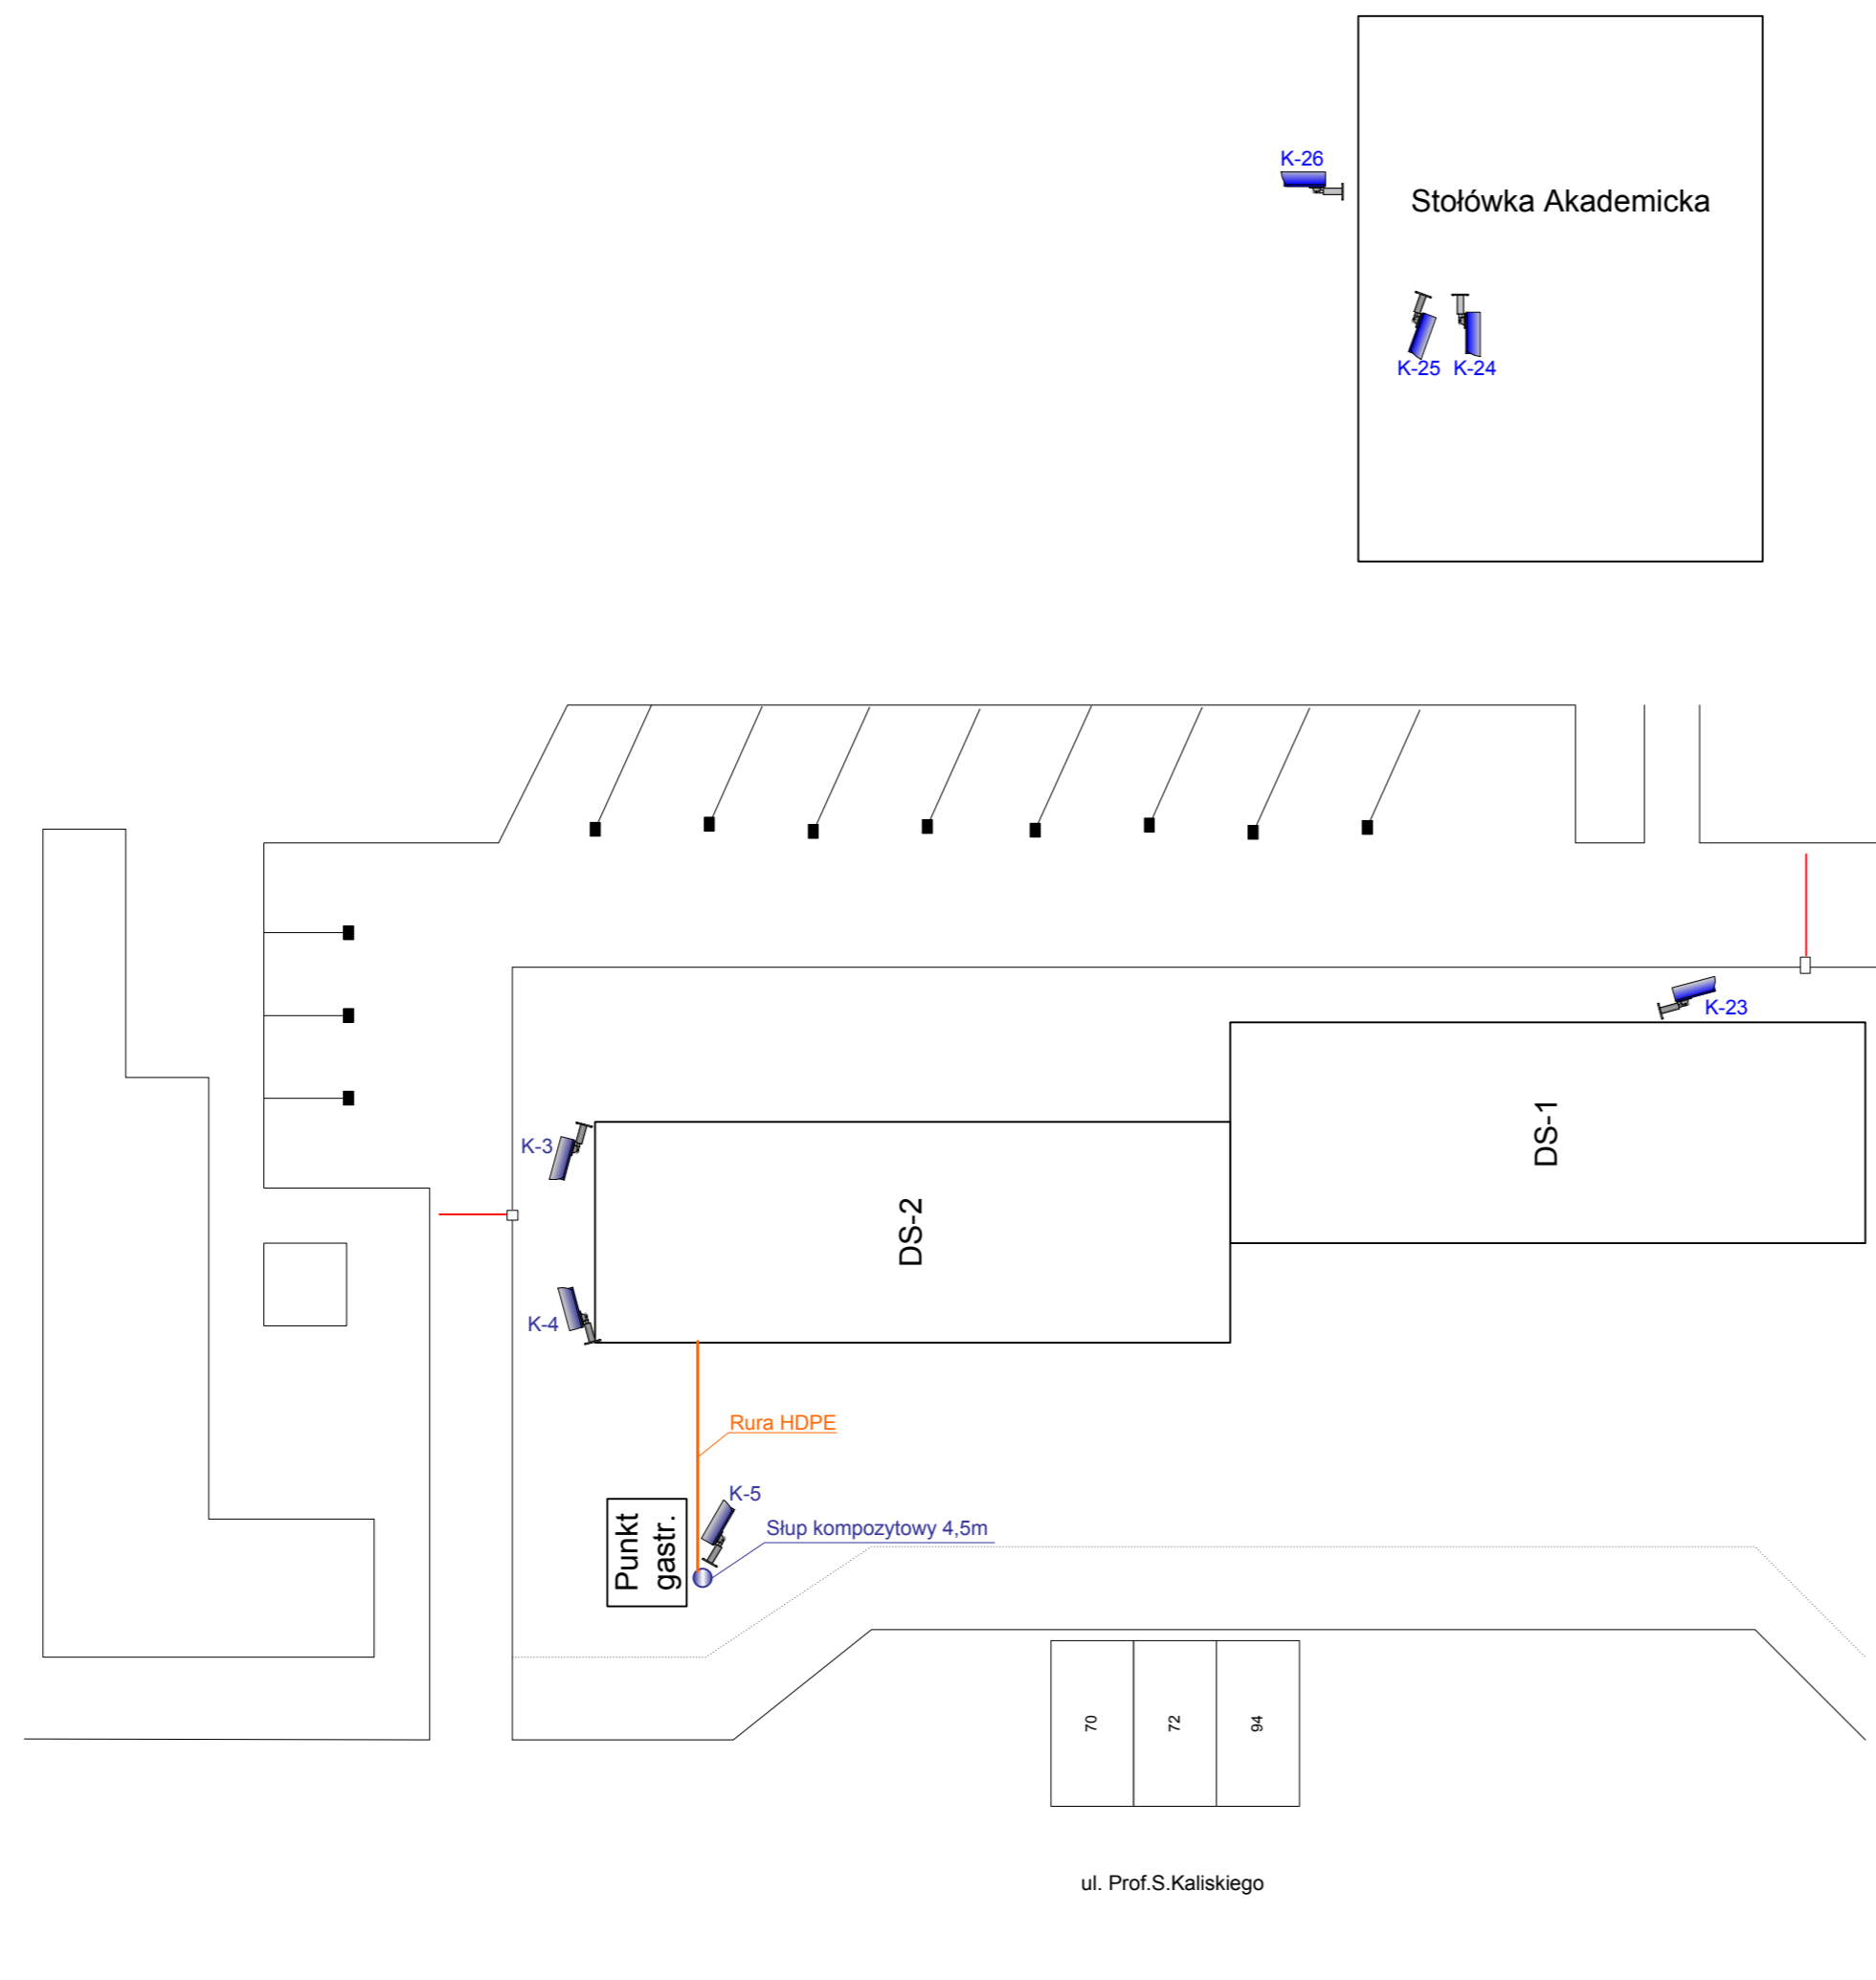 K-26
Stołówka Akademicka
K-25
K-24
K-23
DS-1
K-3
DS-2
K-4
Rura HDPE
K-5
Punkt
gastr.
Słup kompozytowy 4,5m
70
72
94
ul. Prof.S.Kaliskiego